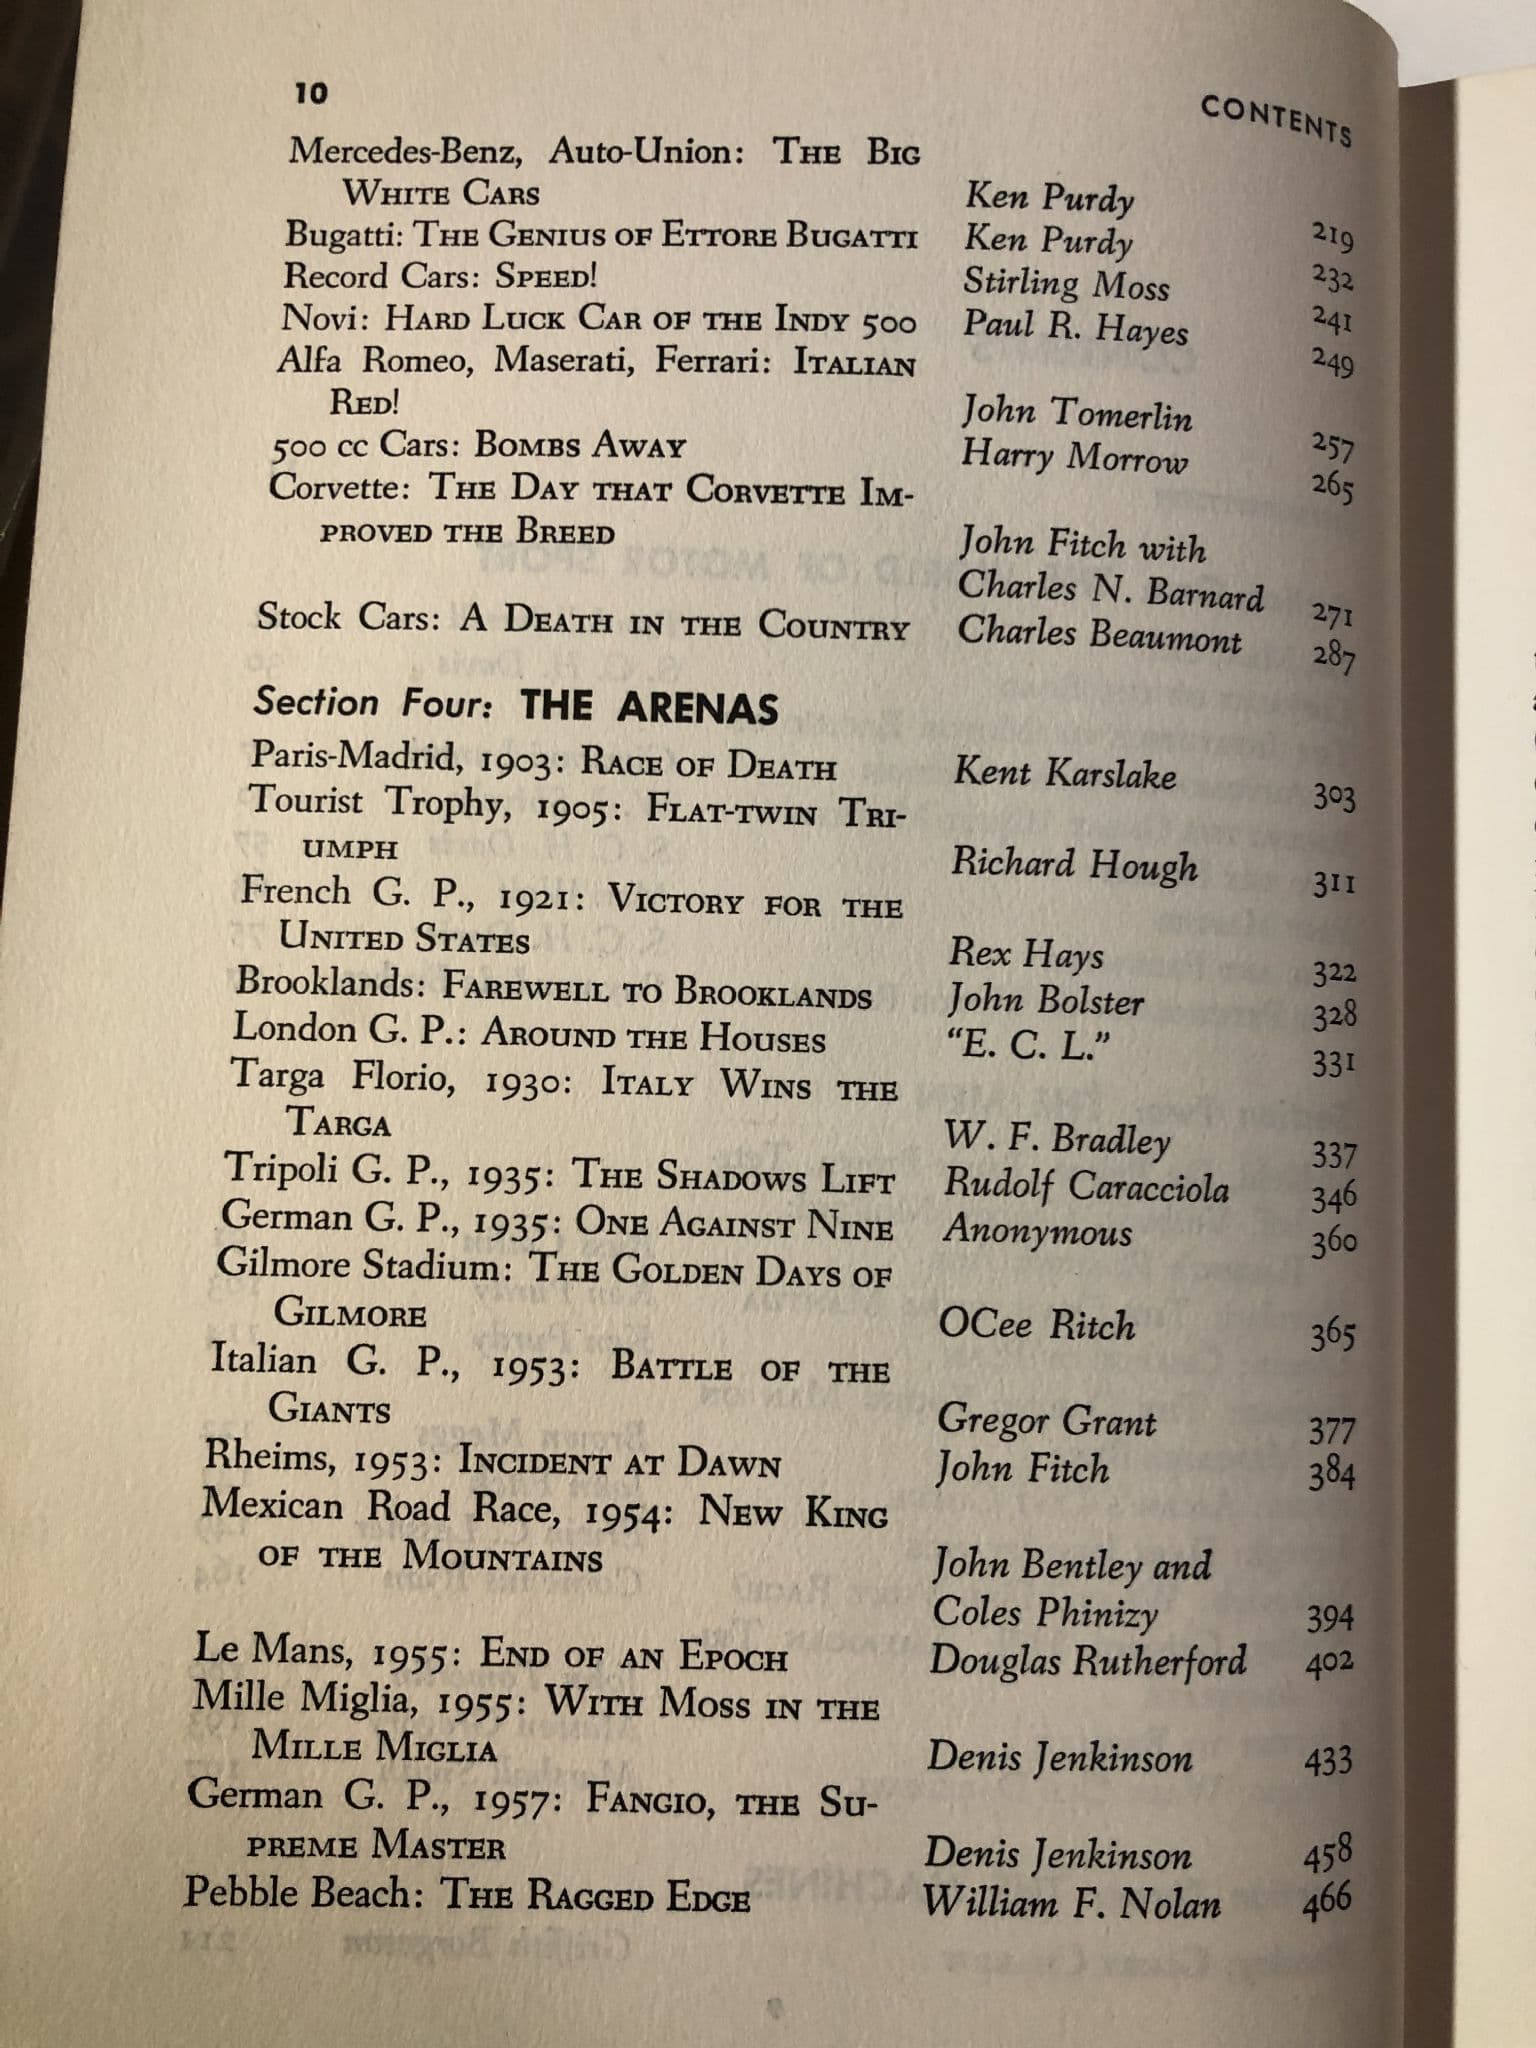 10
CONTENTS
Mercedes-Benz, Auto-Union: THE BIG
WHITE CARS Ken Purdy 219
Bugatti: THE GENIUS OF ETTORE BUGATTI Ken Purdy 232
Record Cars: SPEED! Stirling Moss 241
Novi: HARD LUCK CAR OF THE INDY 500 Paul R. Hayes 249
Alfa Romeo, Maserati, Ferrari: ITALIAN
RED! John Tomerlin 257
500 cc Cars: BOMBS AWAY Harry Morrow 265
Corvette: THE DAY THAT CORVETTE IM-
PROVED THE BREED John Fitch with
Charles N. Barnard 271
Stock Cars: A DEATH IN THE COUNTRY Charles Beaumont 287
Section Four: THE ARENAS
Paris-Madrid, 1903: RACE OF DEATH Kent Karslake 303
Tourist Trophy, 1905: FLAT-TWIN TRI-
UMPH Richard Hough 311
French G. P., 1921: VICTORY FOR THE
UNITED STATES Rex Hays 322
Brooklands: FAREWELL TO BROOKLANDS John Bolster 328
London G. P.: AROUND THE HOUSES “E. C. L.” 331
Targa Florio, 1930: ITALY WINS THE
TARGA W. F. Bradley 337
Tripoli G. P., 1935: THE SHADOWS LIFT Rudolf Caracciola 346
German G. P., 1935: ONE AGAINST NINE Anonymous 360
Gilmore Stadium: THE GOLDEN DAYS OF
GILMORE OCee Ritch 365
Italian G. P., 1953: BATTLE OF THE
GIANTS Gregor Grant 377
Rheims, 1953: INCIDENT AT DAWN John Fitch 384
Mexican Road Race, 1954: NEW KING
OF THE MOUNTAINS John Bentley and
Coles Phinizy 394
Le Mans, 1955: END OF AN EPOCH Douglas Rutherford 402
Mille Miglia, 1955: WITH MOSS IN THE
MILLE MIGLIA Denis Jenkinson 433
German G. P., 1957: FANGIO, THE SU-
PREME MASTER Denis Jenkinson 458
Pebble Beach: THE RAGGED EDGE William F. Nolan 466